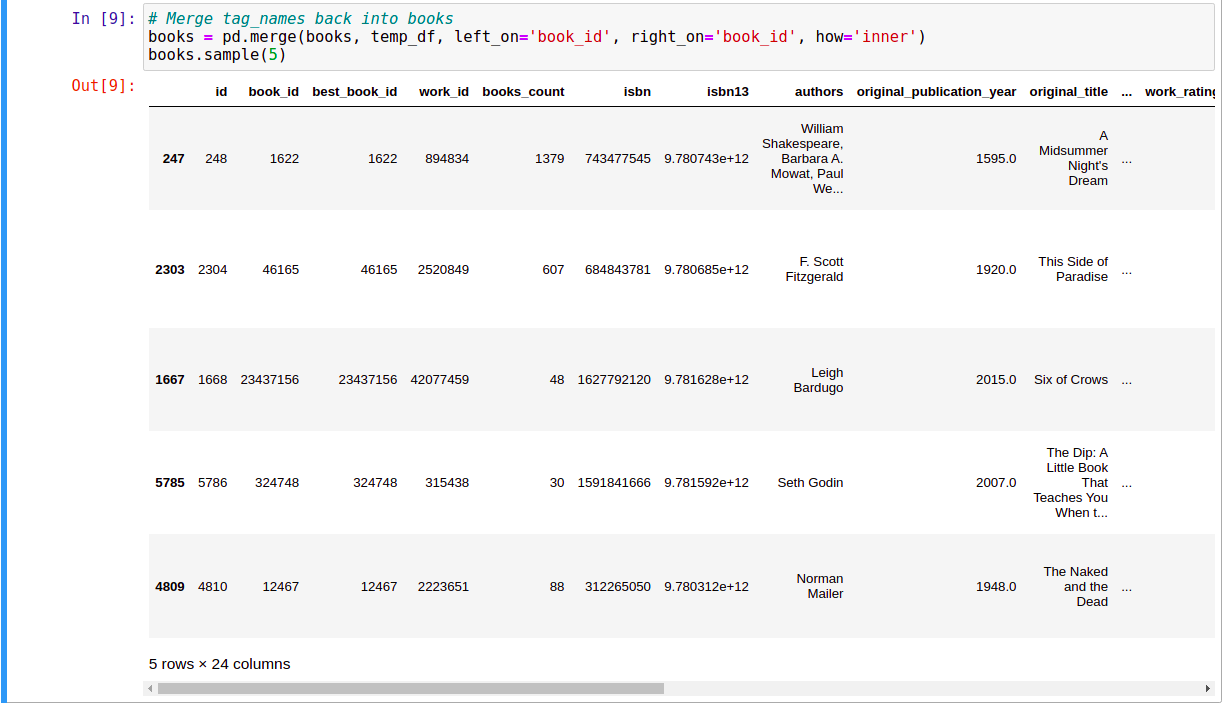 In [9]: # Merge tag_names back into books
books = pd.merge(books, temp_df, left_on='book_id', right_on='book_id', how='inner')
books.sample(5)
Out[9]:
id book_id best_book_id work_id books_count isbn isbn13 authors original_publication_year original_title ... work_rating
247 248 1622 1622 894834 1379 743477545 9.780743e+12 William Shakespeare, Barbara A. Mowat, Paul We... 1595.0 A Midsummer Night's Dream ...
2303 2304 46165 46165 2520849 607 684843781 9.780685e+12 F. Scott Fitzgerald 1920.0 This Side of Paradise ...
1667 1668 23437156 23437156 42077459 48 1627792120 9.781628e+12 Leigh Bardugo 2015.0 Six of Crows ...
5785 5786 324748 324748 315438 30 1591841666 9.781592e+12 Seth Godin 2007.0 The Dip: A Little Book That Teaches You When t... ...
4809 4810 12467 12467 2223651 88 312265050 9.780312e+12 Norman Mailer 1948.0 The Naked and the Dead ...
5 rows × 24 columns